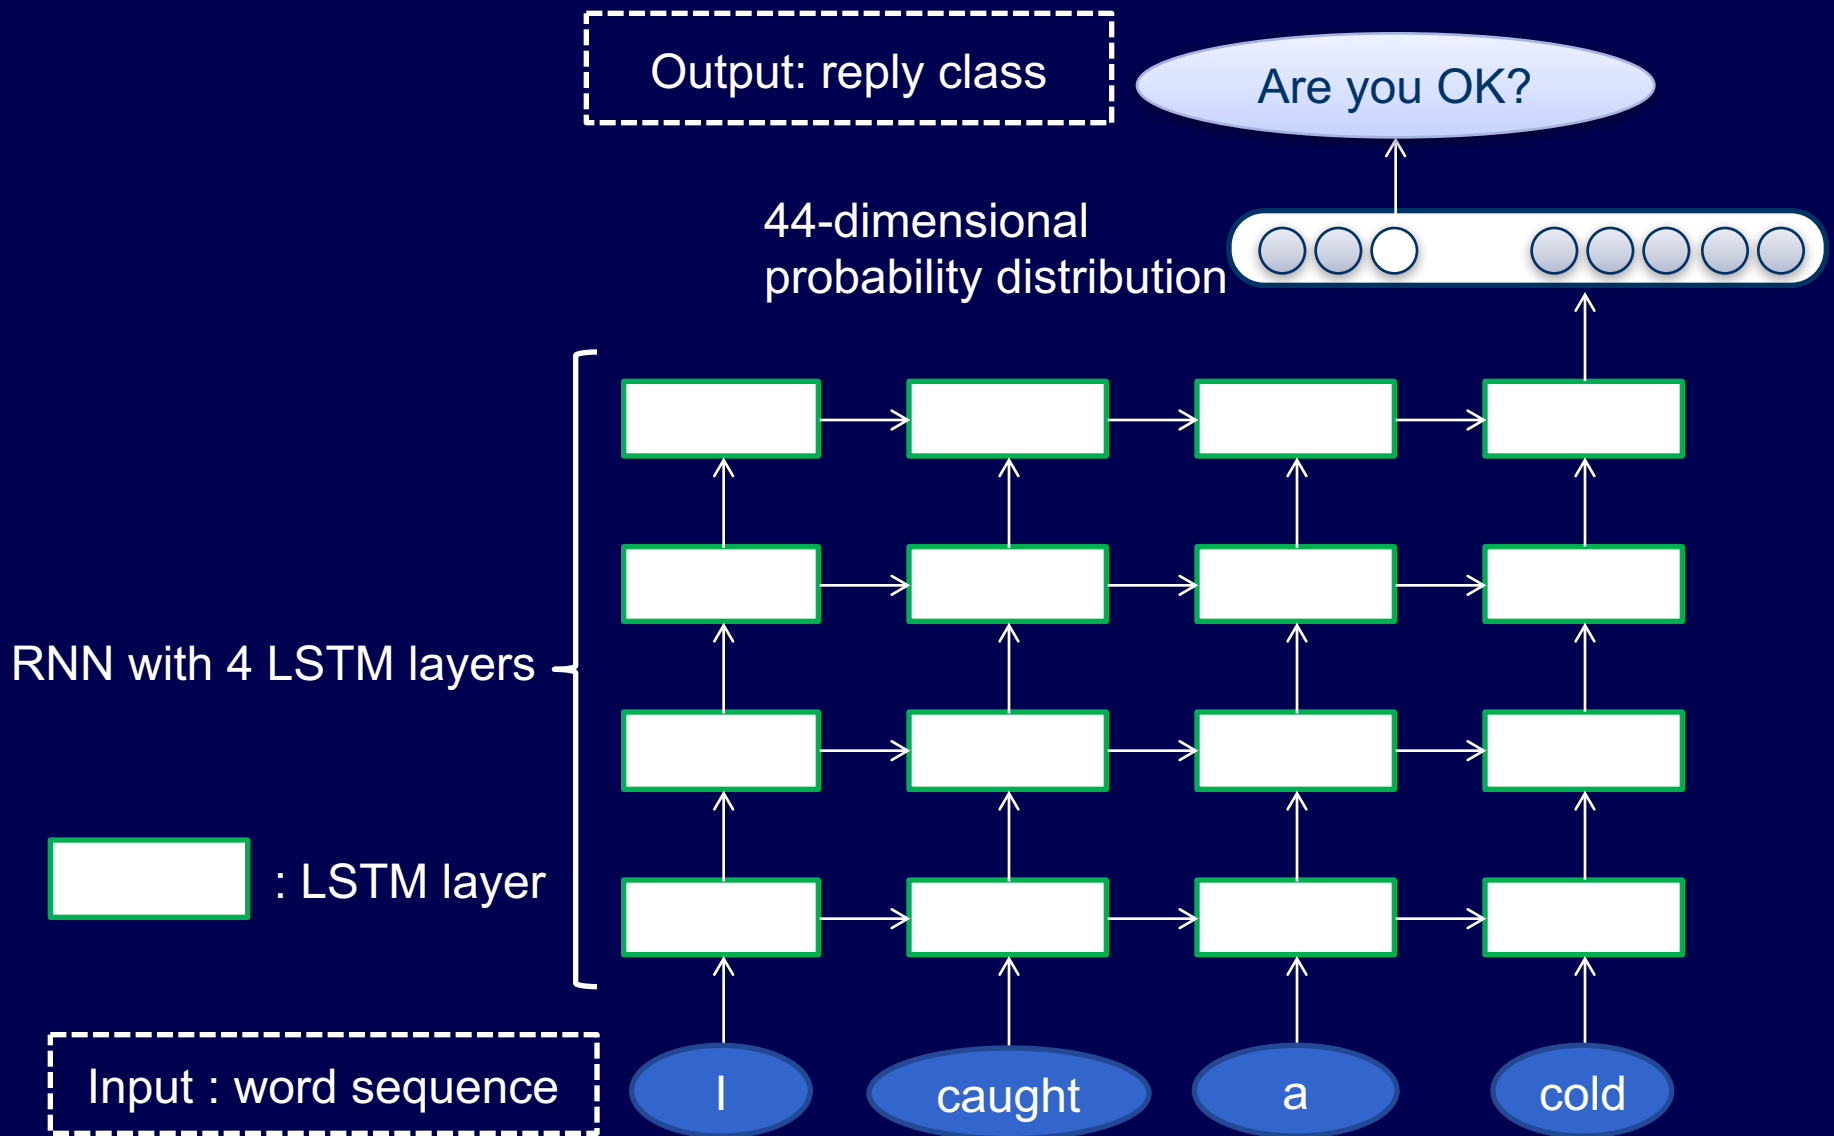 Output: reply class
Are you OK?
44-dimensional
probability distribution
RNN with 4 LSTM layers
: LSTM layer
Input : word sequence
I
caught
a
cold